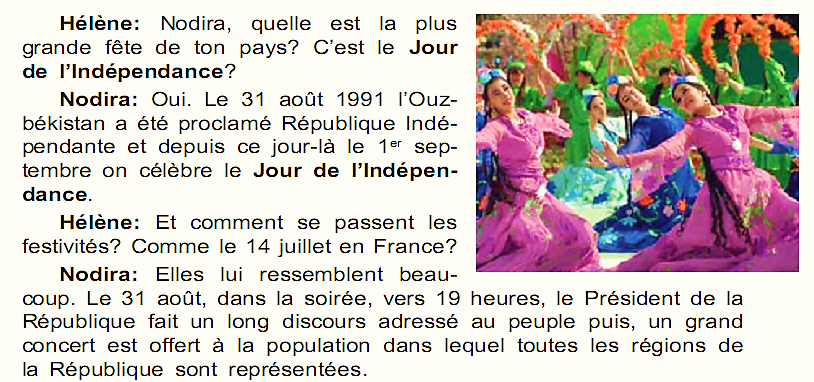 Hélène: Nodira, quelle est la plus
grande fête de ton pays? C’est le Jour
de l’Indépendance?
Nodira: Oui. Le 31 août 1991 l’Ouz-
békistan a été proclamé République Indé-
pendante et depuis ce jour-là le 1er sep-
tembre on célèbre le Jour de l’Indépen-
dance.
Hélène: Et comment se passent les
festivités? Comme le 14 juillet en France?
Nodira: Elles lui ressemblent beau-
coup. Le 31 août, dans la soirée, vers 19 heures, le Président de la
République fait un long discours adressé au peuple puis, un grand
concert est offert à la population dans lequel toutes les régions de
la République sont représentées.